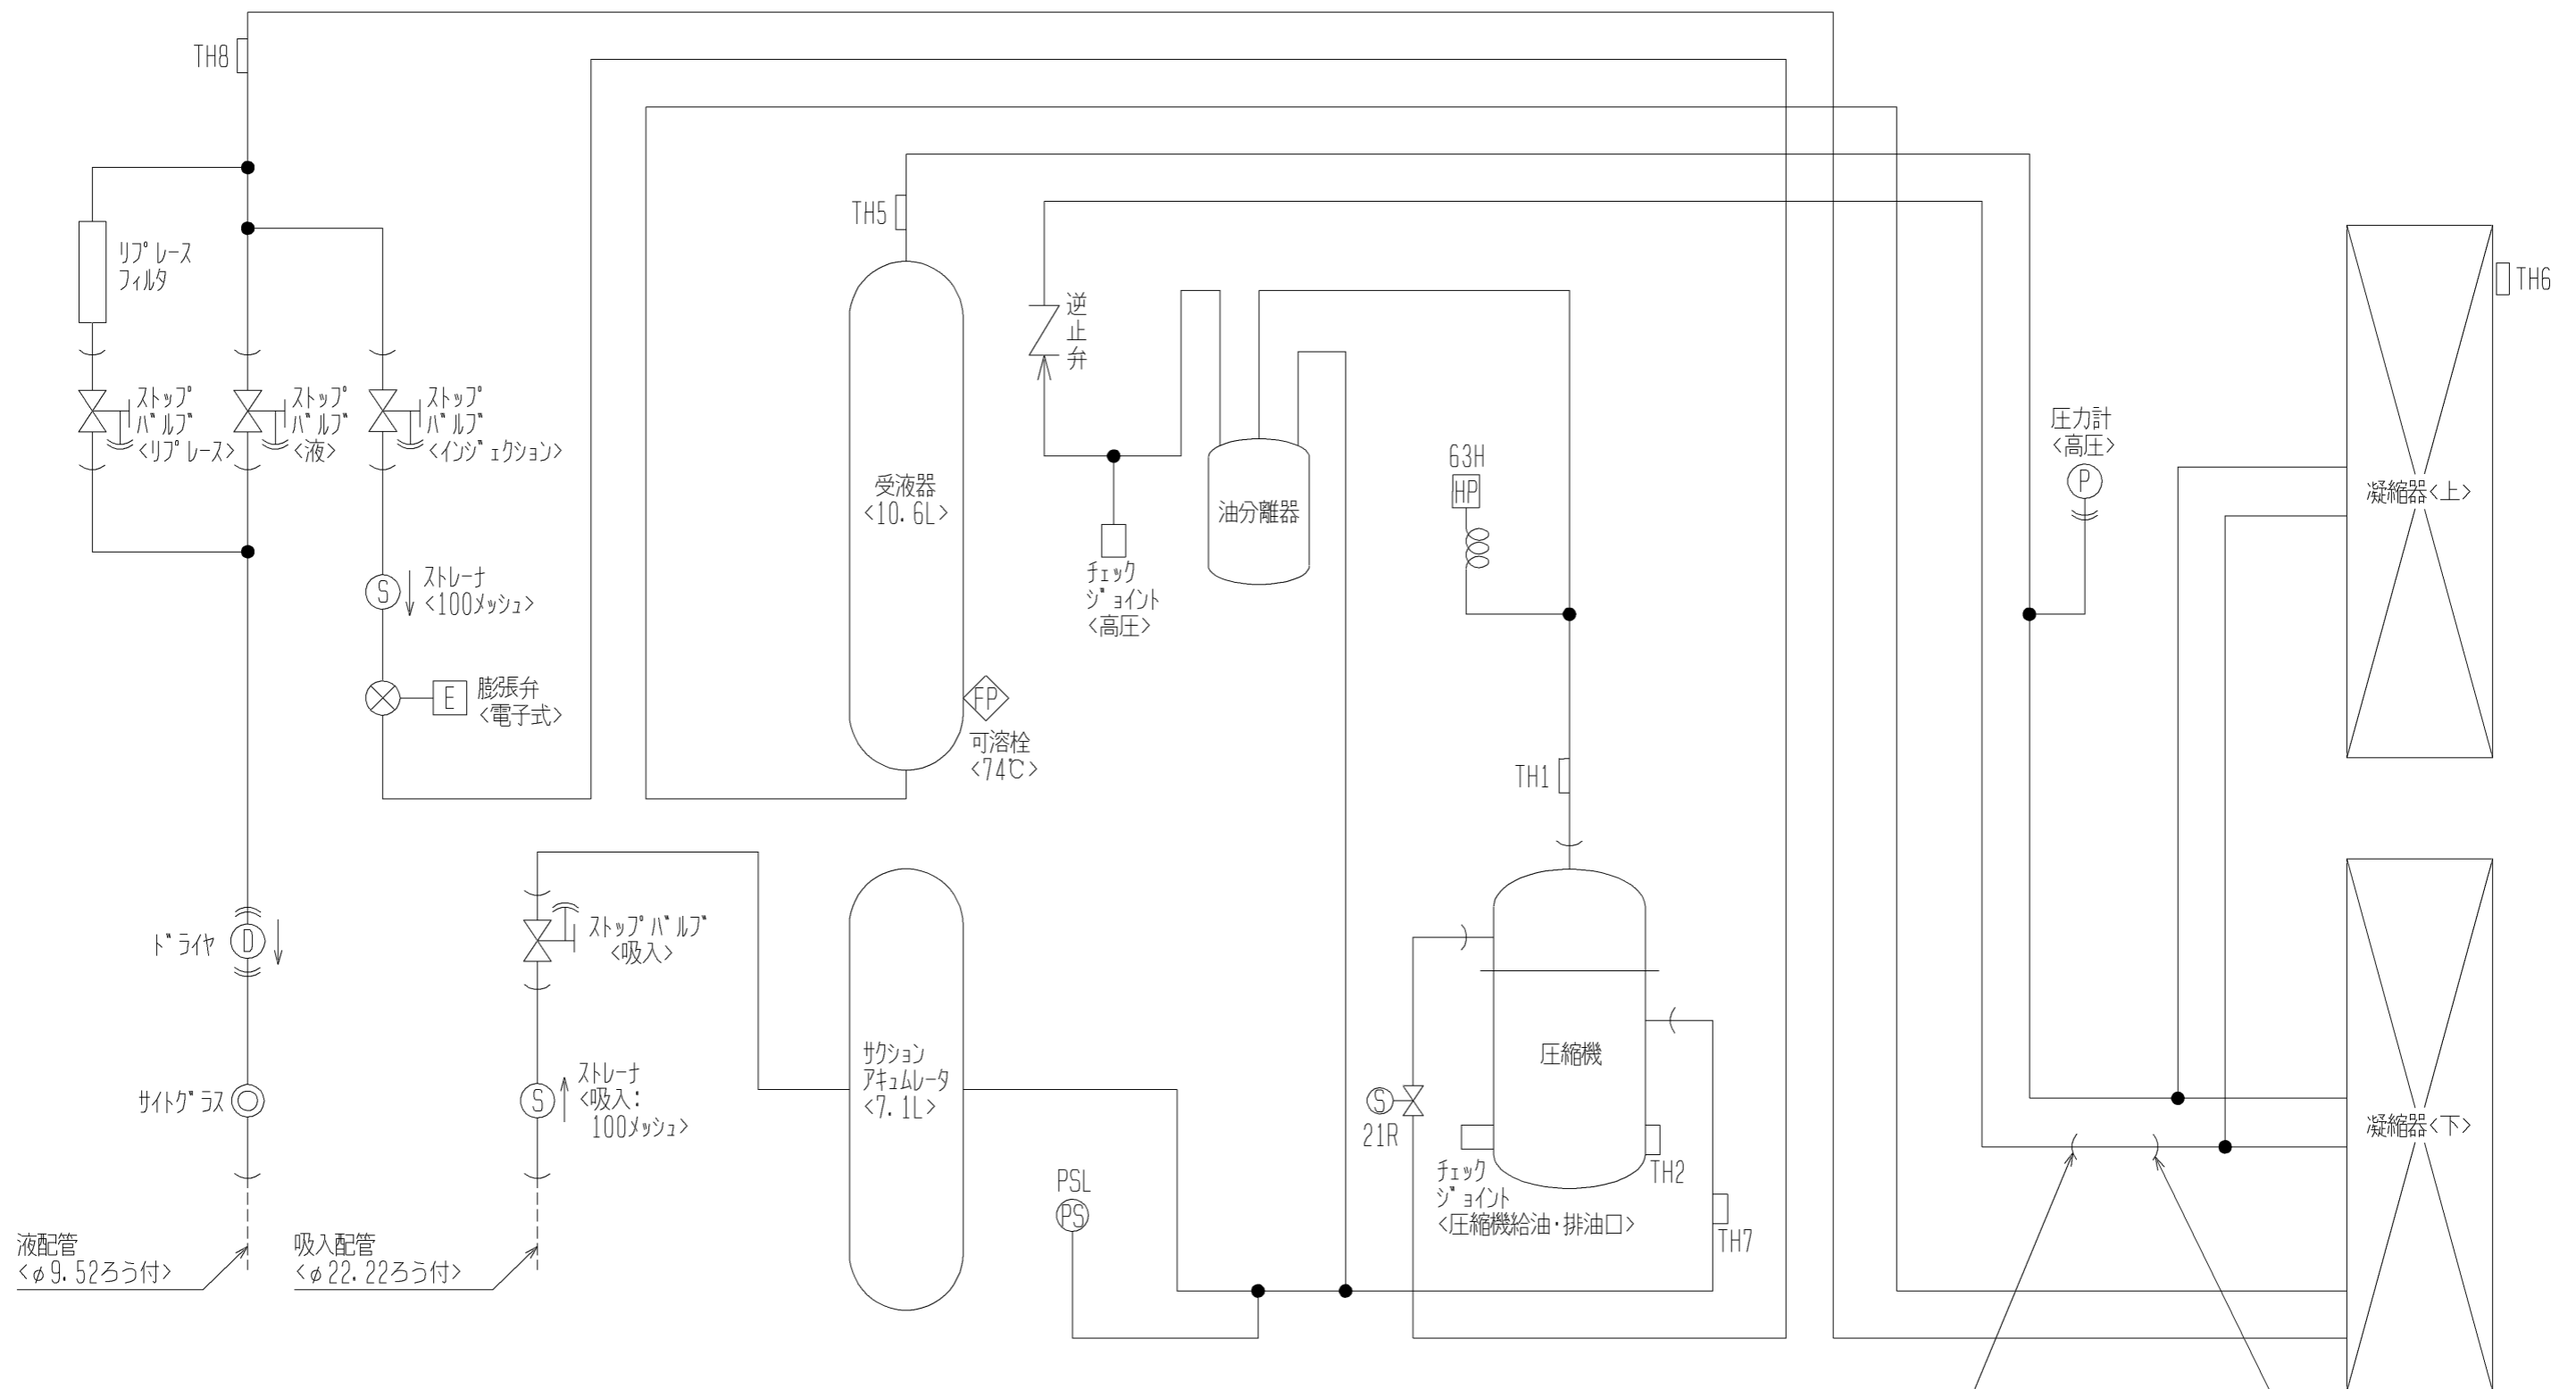 TH8
リプレース
フィルタ
ストップ
バルブ
<リプレース>
ストップ
バルブ
<液>
ストップ
バルブ
<インジェクション>
S
ストレーナ
<100メッシュ>
E
膨張弁
<電子式>
TH5
受液器
<10.6L>
FP
可溶栓
<74℃>
逆
止
弁
チェック
ジョイント
<高圧>
油分離器
63H
HP
TH1
圧力計
<高圧>
P
TH6
凝縮器<上>
ドライヤ
D
サイトグラス
液配管
<φ9.52ろう付>
ストップバルブ
<吸入>
S
ストレーナ
<吸入:
100メッシュ>
吸入配管
<φ22.22ろう付>
サクション
アキュムレータ
<7.1L>
PSL
PS
圧縮機
S
21R
チェック
ジョイント
<圧縮機給油・排油口>
TH2
TH7
凝縮器<下>